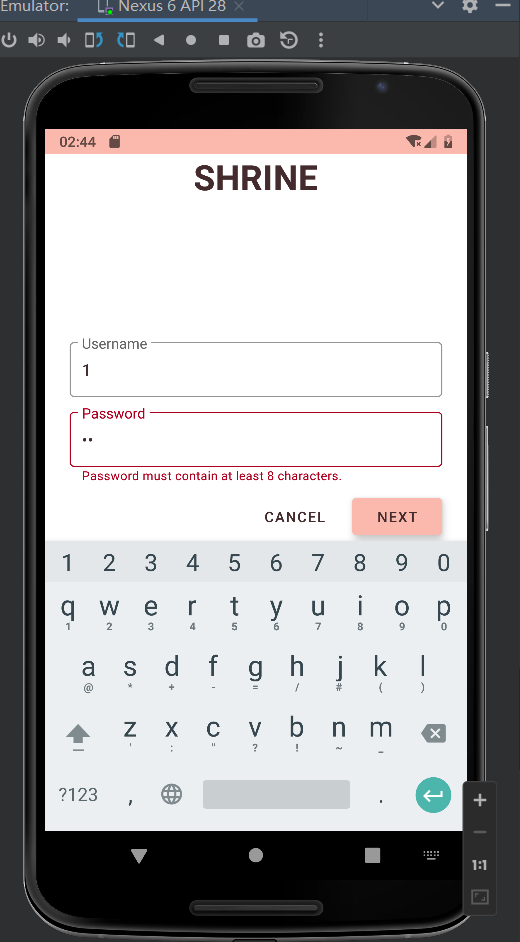 Emulator: Nexus 6 API 28
02:44
SHRINE
Username
1
Password
••
Password must contain at least 8 characters.
CANCEL NEXT
1 2 3 4 5 6 7 8 9 0
q w e r t y u i o p
1 2 3 4 5 6 7 8 9 0
a s d f g h j k l
@ * + - = / # ( )
z x c v b n m
' : " ? ! ~ _
?123 , .
1:1